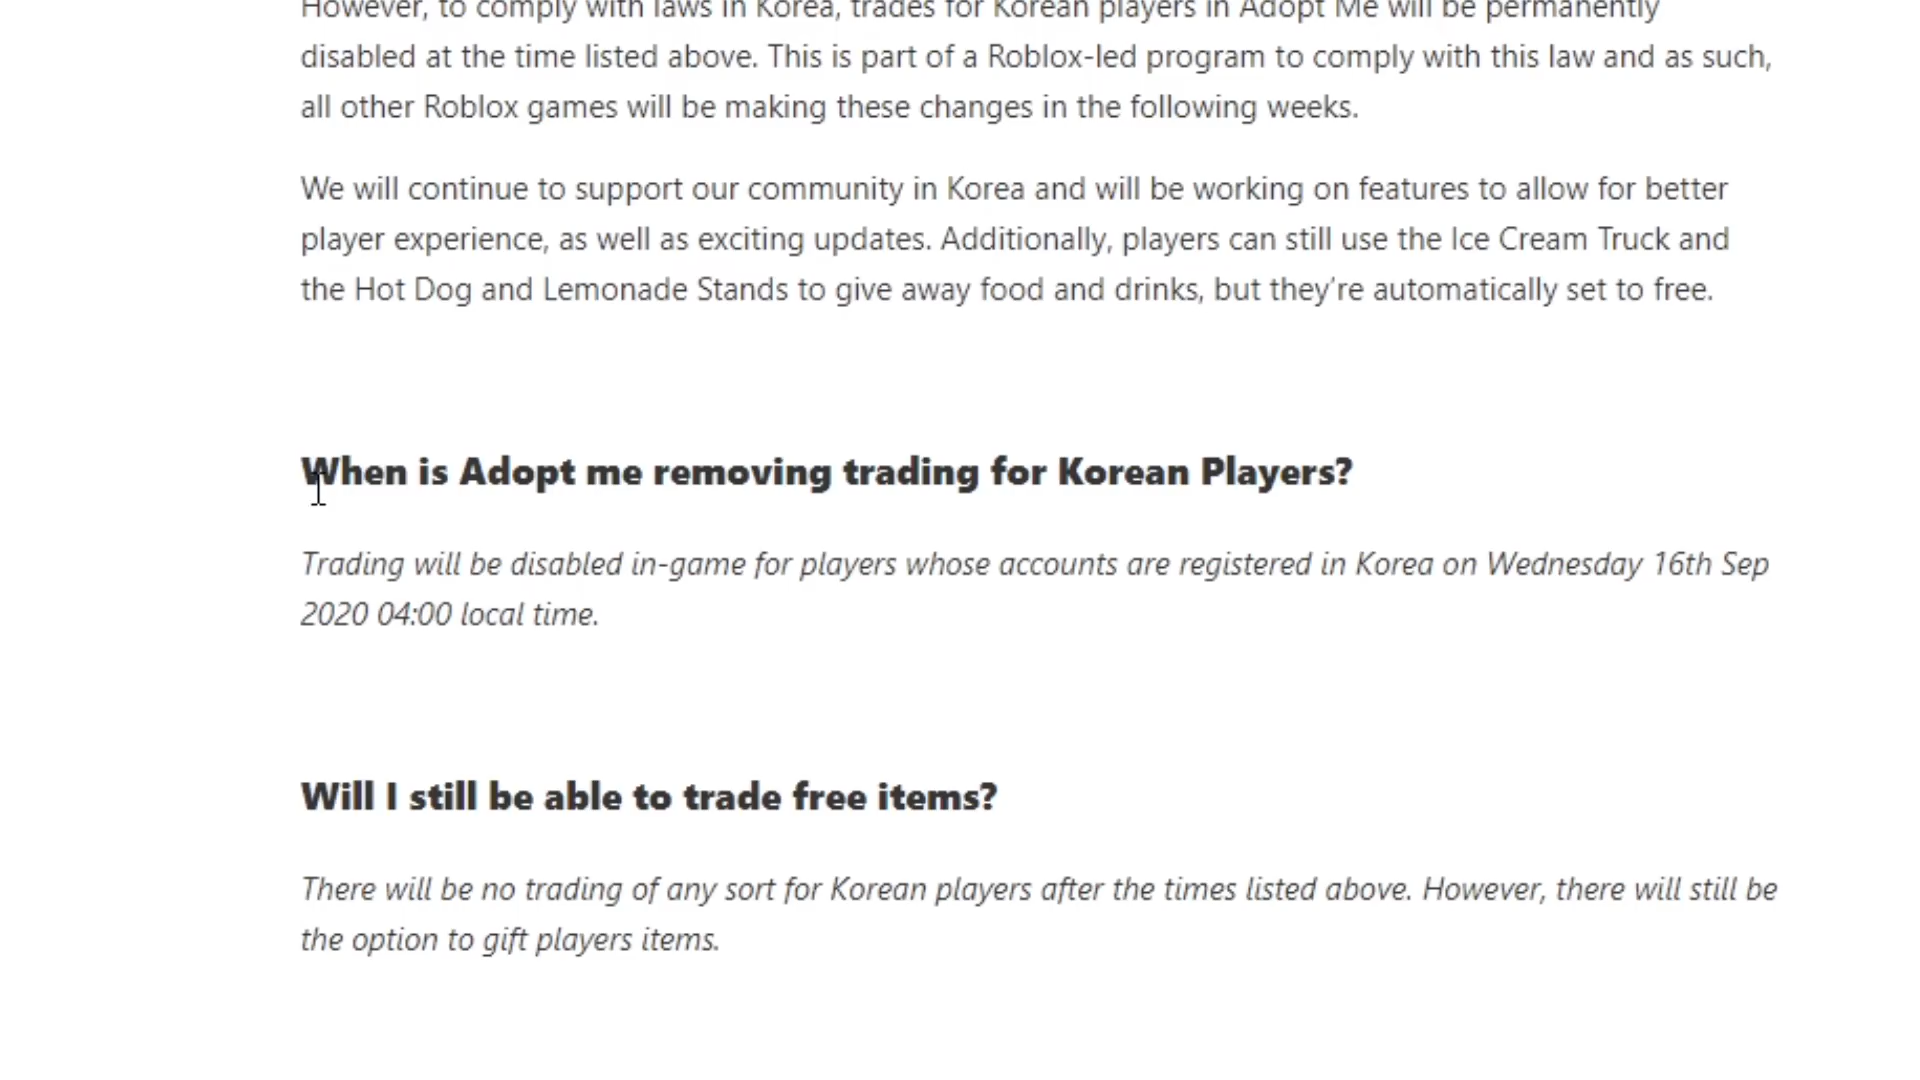 However, to comply with laws in Korea, trades for Korean players in Adopt Me will be permanently
disabled at the time listed above. This is part of a Roblox-led program to comply with this law and as such,
all other Roblox games will be making these changes in the following weeks.
We will continue to support our community in Korea and will be working on features to allow for better
player experience, as well as exciting updates. Additionally, players can still use the Ice Cream Truck and
the Hot Dog and Lemonade Stands to give away food and drinks, but they’re automatically set to free.
When is Adopt me removing trading for Korean Players?
Trading will be disabled in-game for players whose accounts are registered in Korea on Wednesday 16th Sep
2020 04:00 local time.
Will I still be able to trade free items?
There will be no trading of any sort for Korean players after the times listed above. However, there will still be
the option to gift players items.